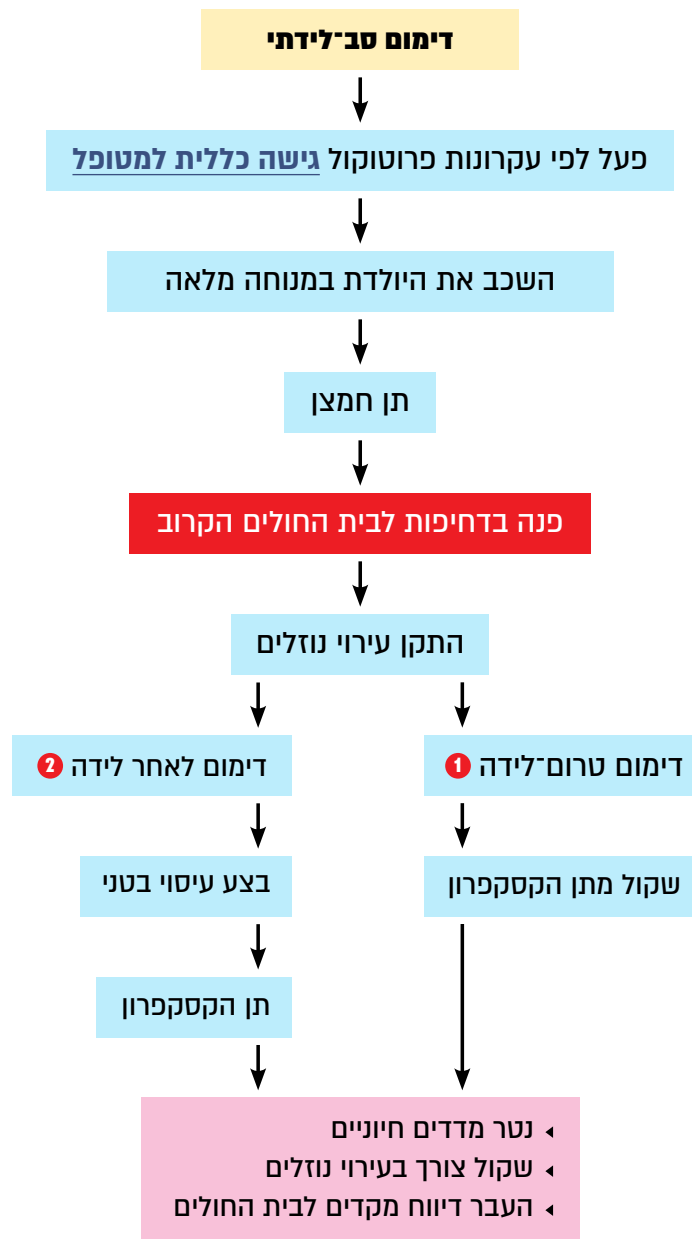 דימום סב־לידתי
פעל לפי עקרונות פרוטוקול גישה כללית למטופל
השכב את היולדת במנוחה מלאה
תן חמצן
פנה בדחיפות לבית החולים הקרוב
התקן עירוי נוזלים
דימום טרום־לידה 1
דימום לאחר לידה 2
שקול מתן הקסקפרון
בצע עיסוי בטני
תן הקסקפרון
נטר מדדים חיוניים
שקול צורך בעירוי נוזלים
העבר דיווח מקדים לבית החולים